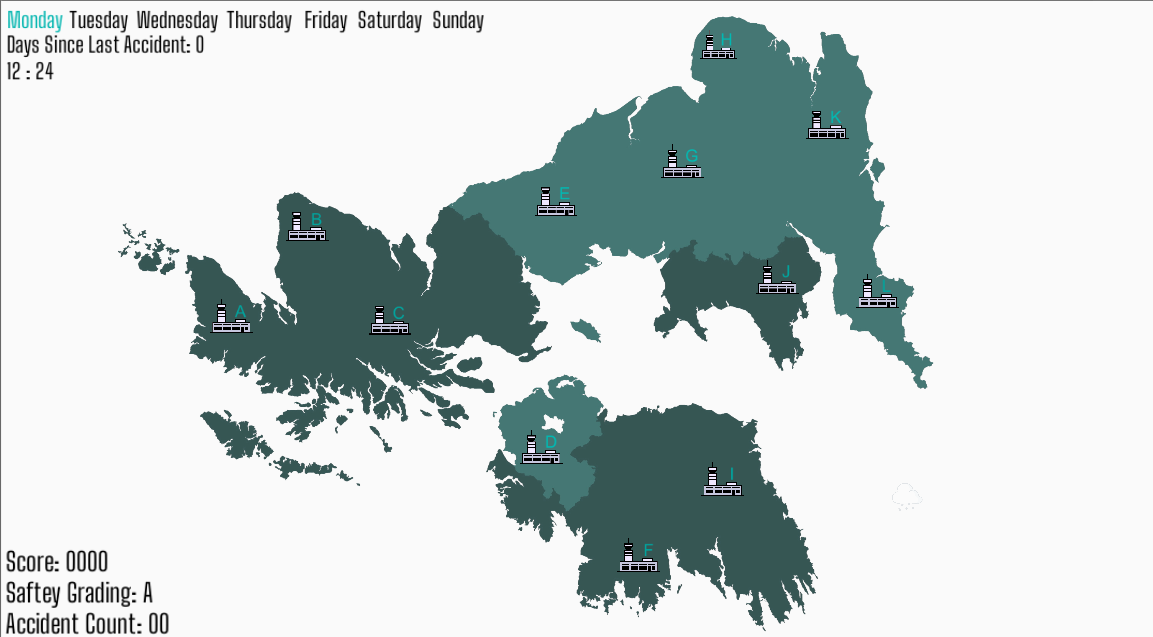 Monday Tuesday Wednesday Thursday Friday Saturday Sunday
Days Since Last Accident: 0
12 : 24
H
K
G
E
B
J
L
A
C
D
I
F
Score: 0000
Saftey Grading: A
Accident Count: 00